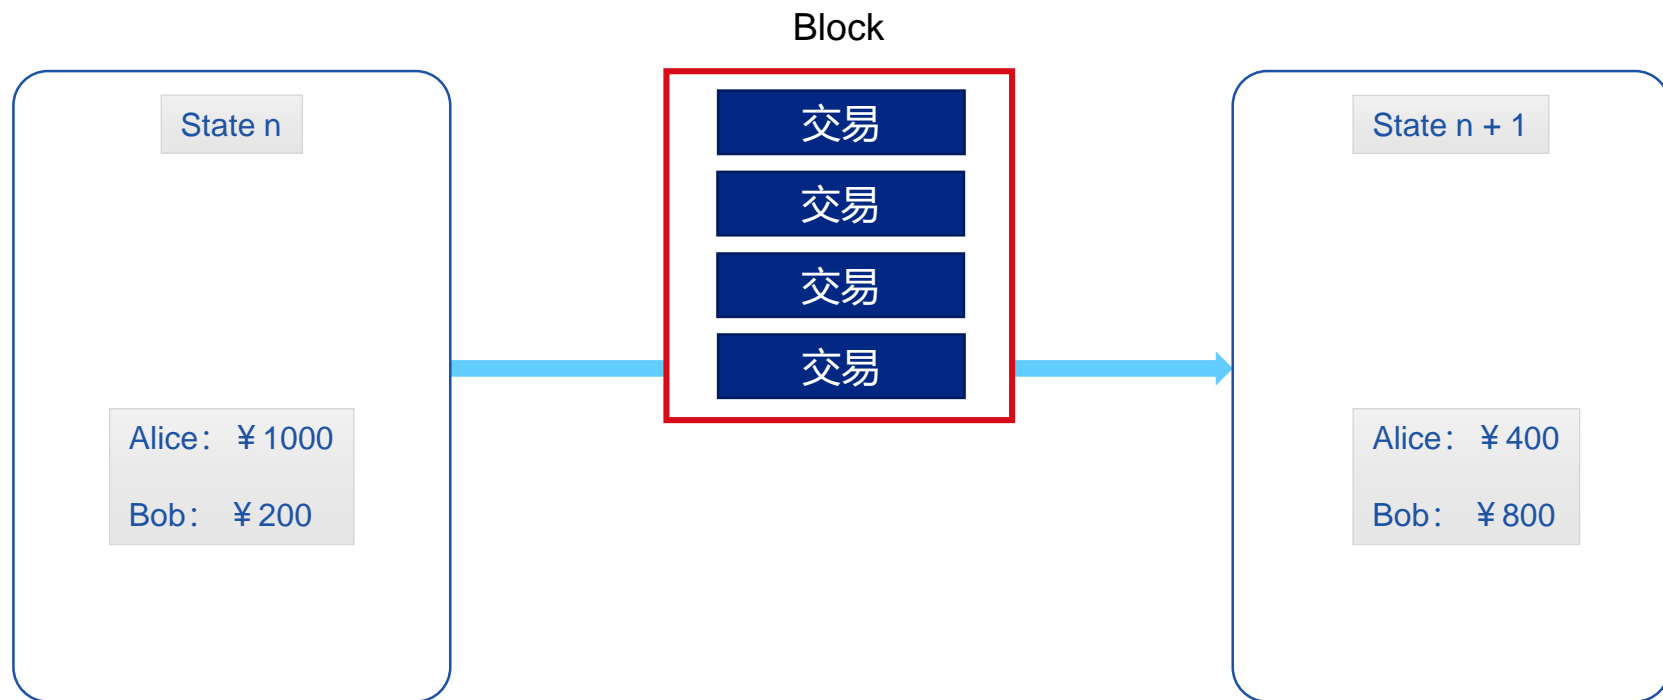 Block
State n
交易
交易
交易
交易
State n + 1
Alice： ￥1000
Bob： ￥200
Alice： ￥400
Bob： ￥800